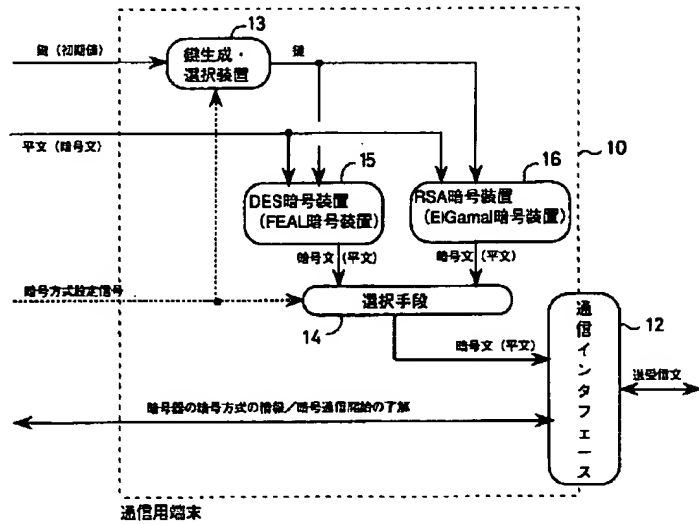 13
鍵（初期値）
鍵生成・
選択装置
鍵
平文（暗号文）
10
15
16
DES暗号装置
（FEAL暗号装置）
RSA暗号装置
（ElGamal暗号装置）
暗号文（平文）
暗号文（平文）
暗号方式設定信号
選択手段
14
暗号文（平文）
12
通信インタフェース
送受信文
暗号器の暗号方式の情報／暗号通信開始の了解
通信用端末